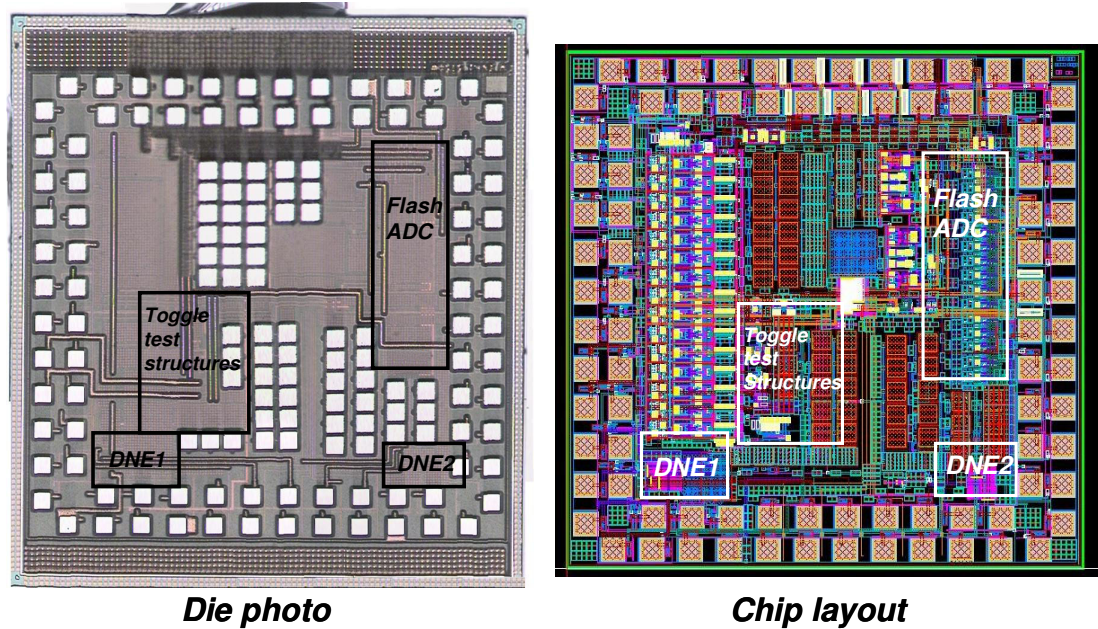 Flash
ADC
Toggle
test
structures
DNE1
DNE2
Flash
ADC
Toggle
test
Structures
DNE1
DNE2
Die photo
Chip layout